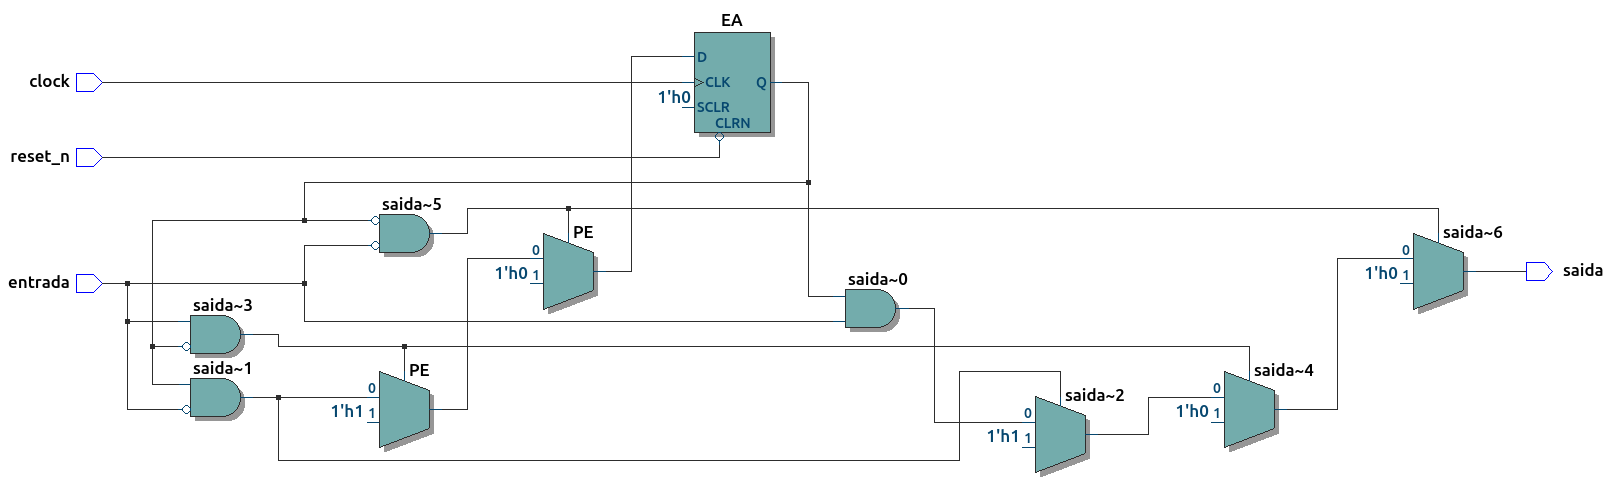 EA
D
clock
CLK
Q
1'h0
SCLR
CLRN
reset_n
saida~5
PE
saida~6
0
0
1'h0 1
1'h0 1
saida
entrada
saida~0
saida~3
saida~1
PE
saida~4
0
0
saida~2
1'h1 1
1'h0 1
0
1'h1 1